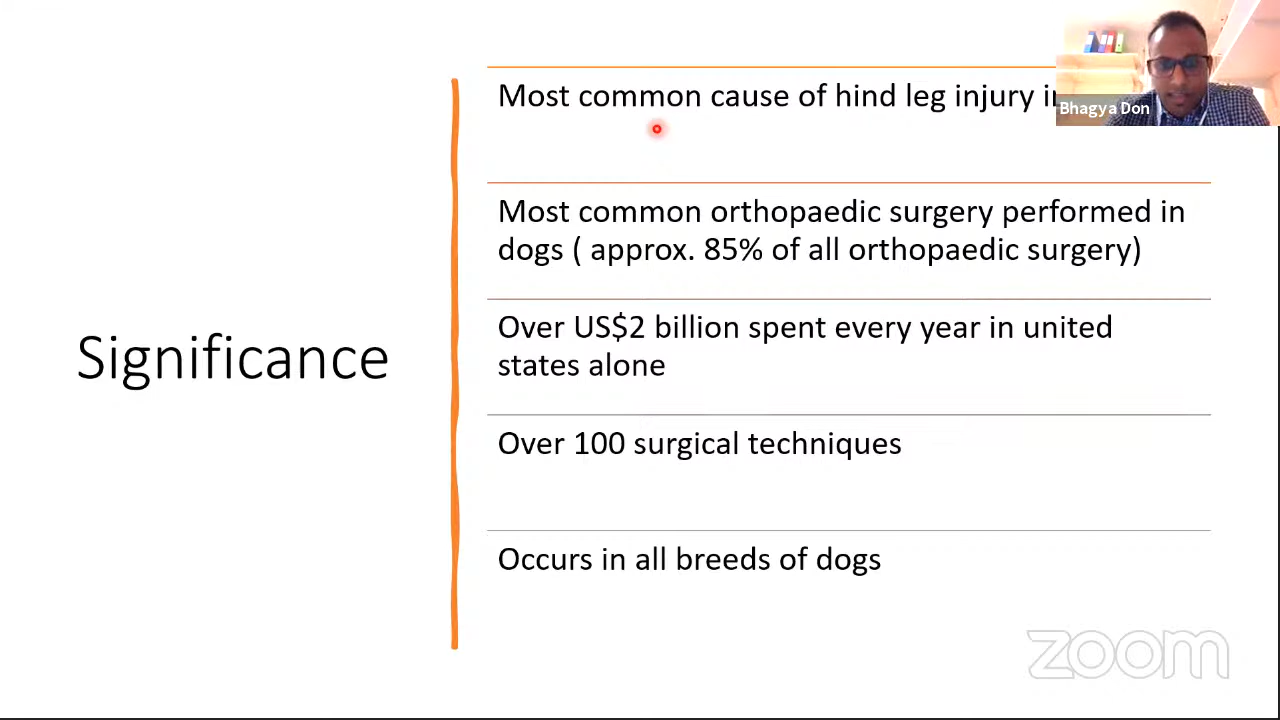 Significance
Most common cause of hind leg injury
Most common orthopaedic surgery performed in
dogs ( approx. 85% of all orthopaedic surgery)
Over US$2 billion spent every year in united
states alone
Over 100 surgical techniques
Occurs in all breeds of dogs
Bhagya Don
zoom